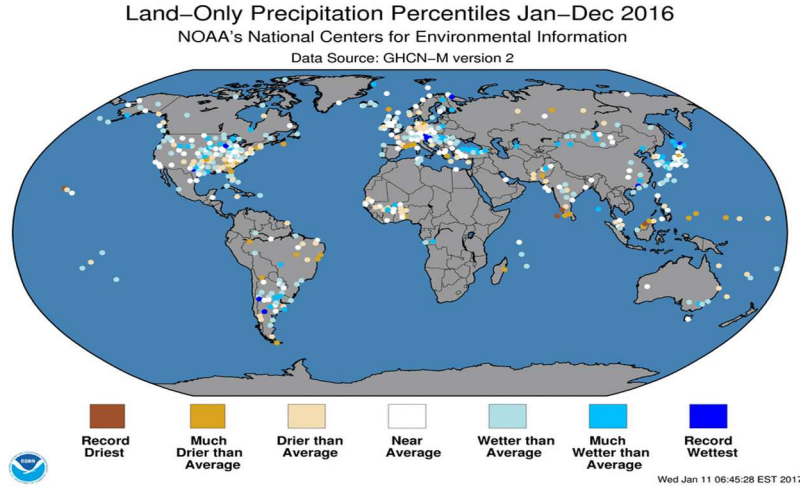 Land-Only Precipitation Percentiles Jan-Dec 2016
NOAA's National Centers for Environmental Information
Data Source: GHCN-M version 2
Record
Driest
Much
Drier than
Average
Drier than
Average
Near
Average
Wetter than
Average
Much
Wetter than
Average
Record
Wettest
NOAA
Wed Jan 11 06:45:28 EST 2017